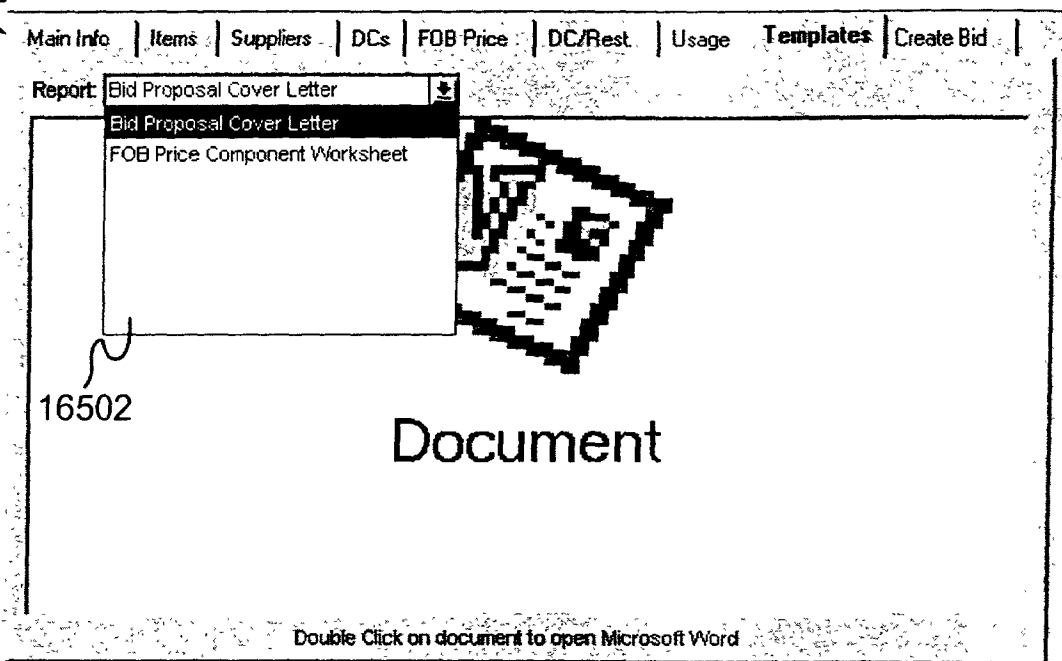 Main Info Items Suppliers DCs FOB Price DC/Rest. Usage Templates Create Bid
Report: Bid Proposal Cover Letter
Bid Proposal Cover Letter
FOB Price Component Worksheet
16502
Document
Double Click on document to open Microsoft Word